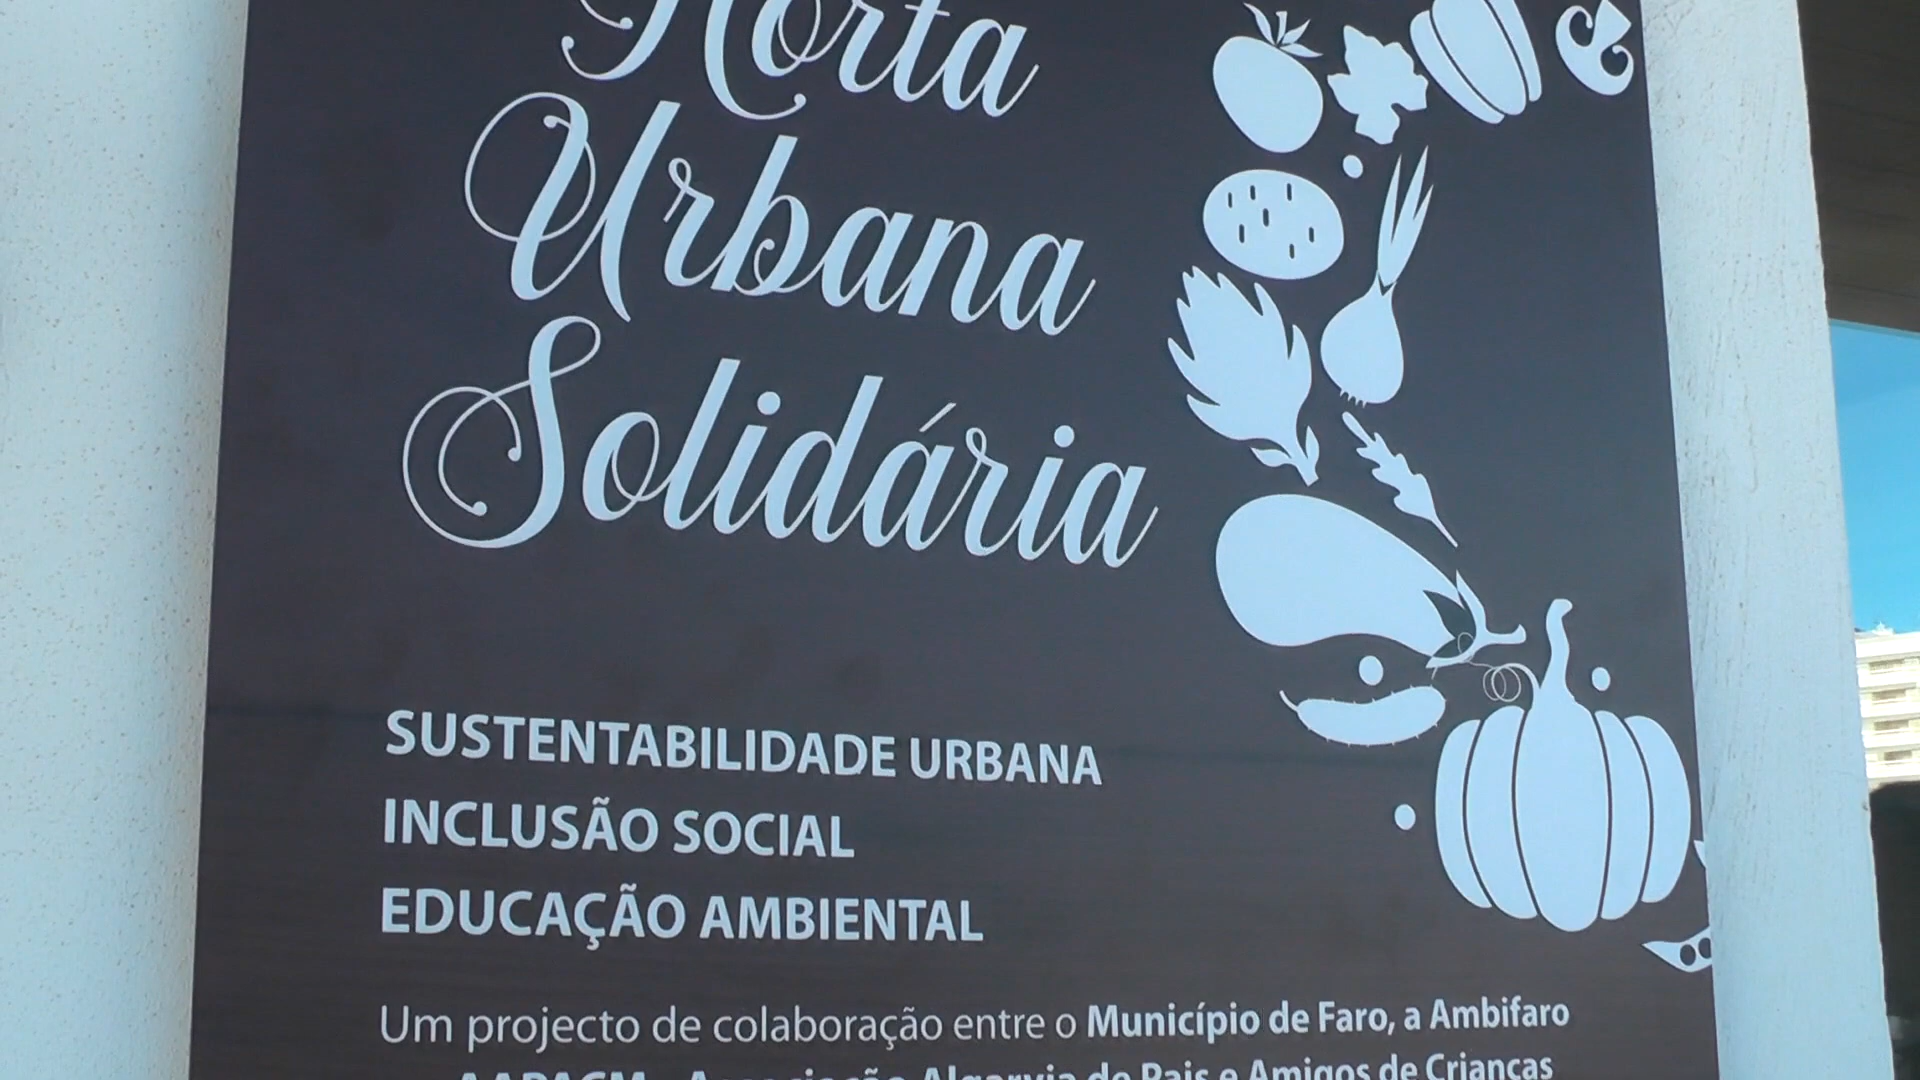 Horta
Urbana
Solidária
SUSTENTABILIDADE URBANA
INCLUSÃO SOCIAL
EDUCAÇÃO AMBIENTAL
Um projecto de colaboração entre o Município de Faro, a Ambifaro
AAPACM - Associação Algarvia de Pais e Amigos de Crianças